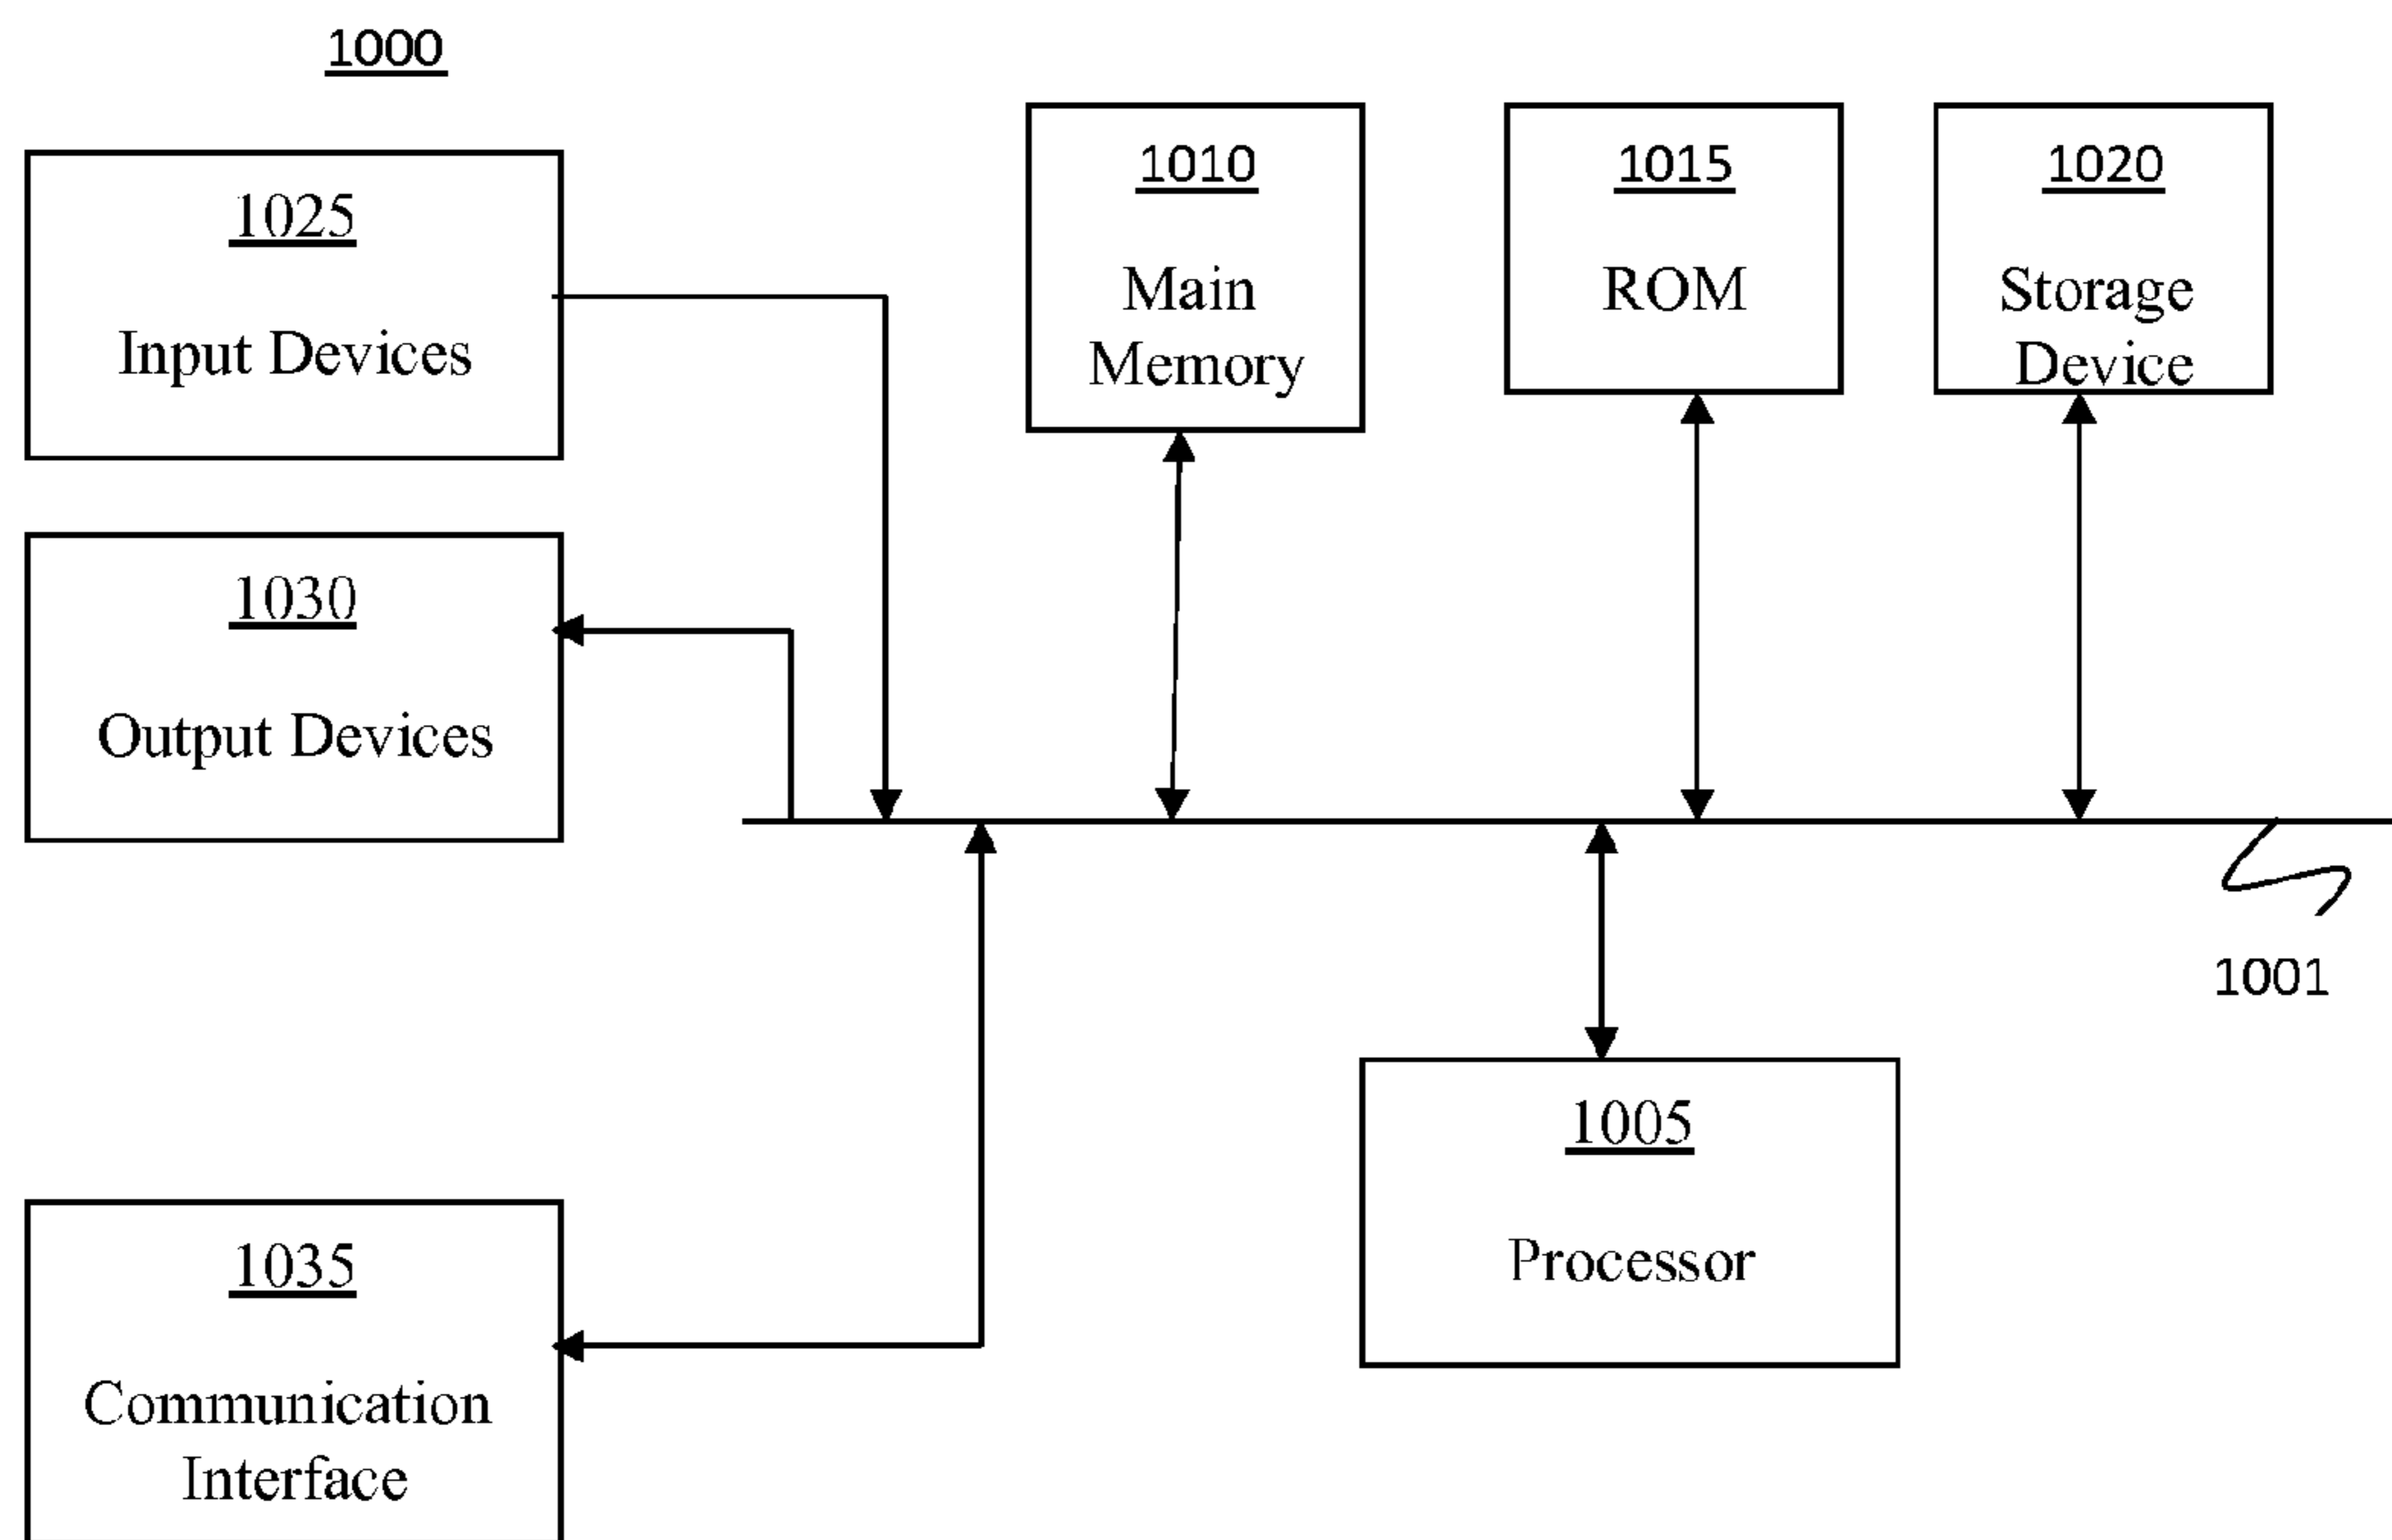 1000
1025
Input Devices
1010
Main
Memory
1015
ROM
1020
Storage
Device
1030
Output Devices
1001
1005
Processor
1035
Communication
Interface